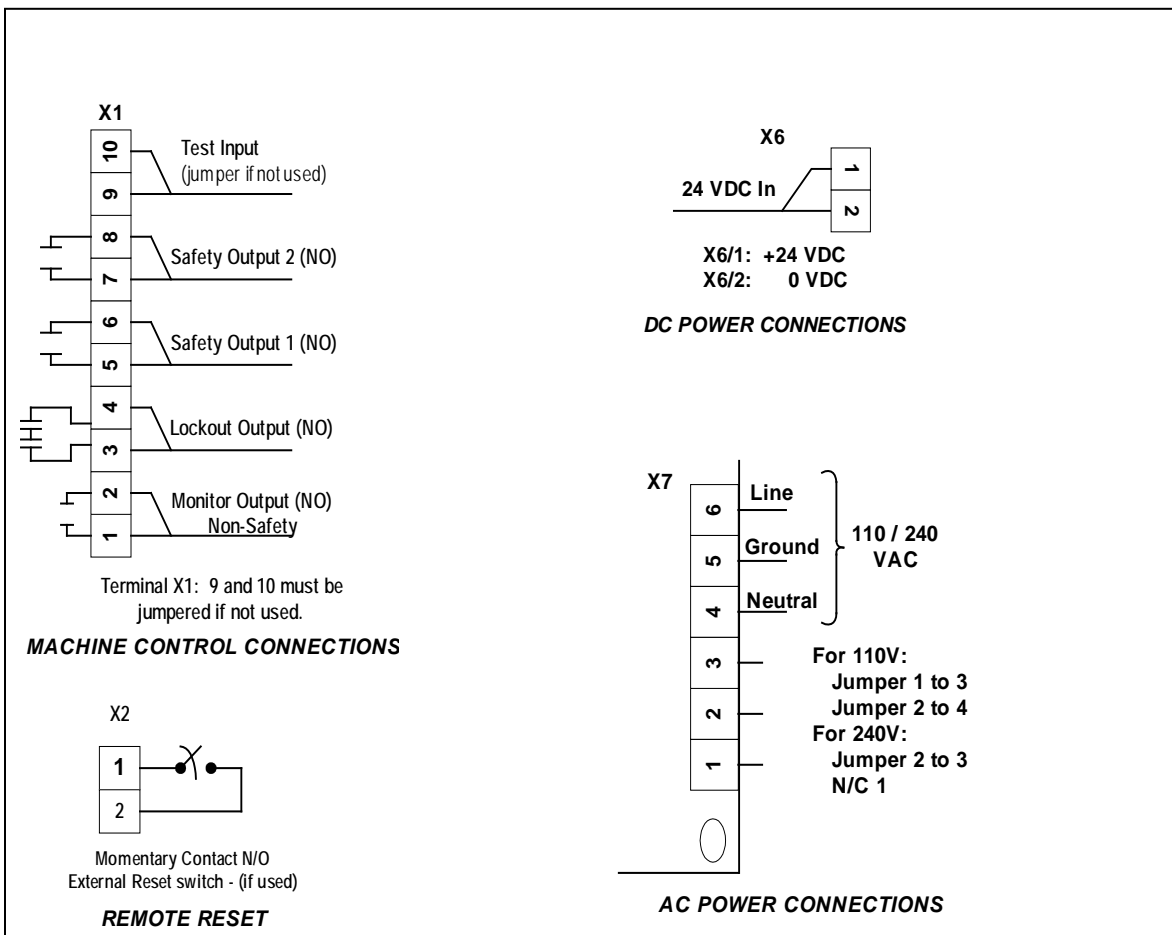 X1
10
Test Input
(jumper if not used)
9
8
Safety Output 2 (NO)
7
6
Safety Output 1 (NO)
5
4
Lockout Output (NO)
3
2
Monitor Output (NO)
Non-Safety
1
Terminal X1: 9 and 10 must be
jumpered if not used.
MACHINE CONTROL CONNECTIONS
X2
1
2
Momentary Contact N/O
External Reset switch - (if used)
REMOTE RESET
X6
1
24 VDC In
2
X6/1: +24 VDC
X6/2: 0 VDC
DC POWER CONNECTIONS
X7
6
Line
5
Ground
4
Neutral
110 / 240
VAC
3
2
1
For 110V:
Jumper 1 to 3
Jumper 2 to 4
For 240V:
Jumper 2 to 3
N/C 1
AC POWER CONNECTIONS